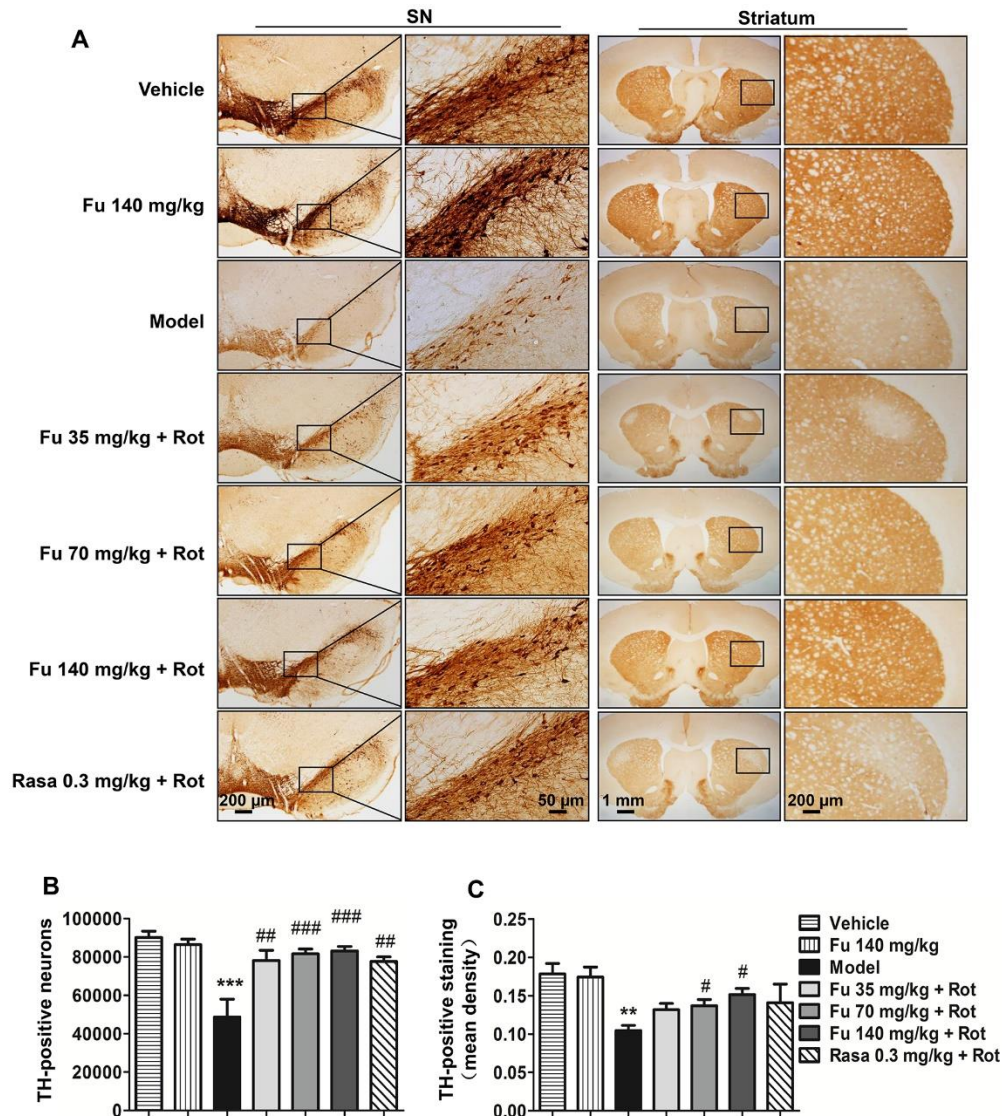 SN
Striatum
A
Vehicle
Fu 140 mg/kg
Model
Fu 35 mg/kg + Rot
Fu 70 mg/kg + Rot
Fu 140 mg/kg + Rot
Rasa 0.3 mg/kg + Rot
200 μm
50 μm
1 mm
200 μm
B
TH-positive neurons
100000
80000
60000
40000
20000
0
***
##
###
###
##
C
TH-positive staining
(mean density)
0.25
0.20
0.15
0.10
0.05
0.00
**
#
#
Vehicle
Fu 140 mg/kg
Model
Fu 35 mg/kg + Rot
Fu 70 mg/kg + Rot
Fu 140 mg/kg + Rot
Rasa 0.3 mg/kg + Rot